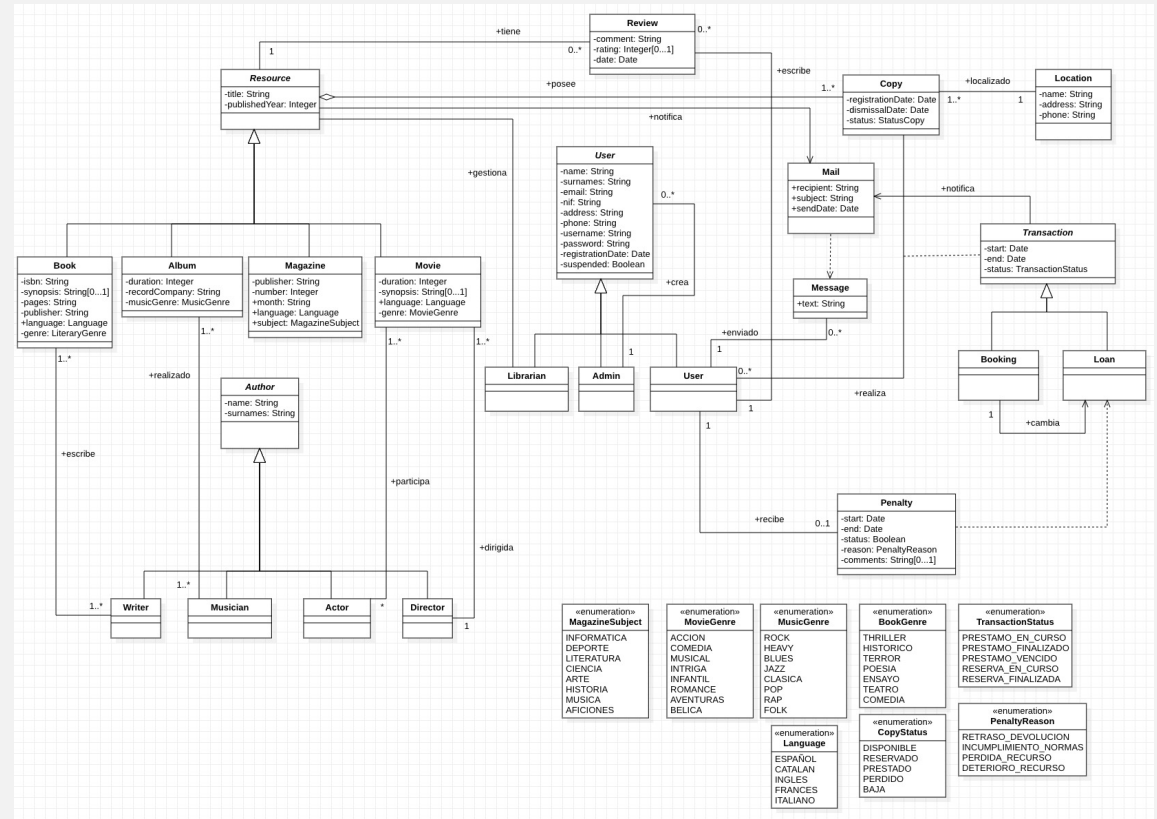 Review
-comment: String
-rating: Integer[0...1]
-date: Date
0..*
+tiene
1
0..*
+escribe
Resource
-title: String
-publishedYear: Integer
+posee
1..*
+notifica
+gestiona
Copy
-registrationDate: Date
-dismissalDate: Date
-status: StatusCopy
+localizado
1..*
1
Location
-name: String
-address: String
-phone: String
User
-name: String
-surnames: String
-email: String
-nif: String
-address: String
-phone: String
-username: String
-password: String
-registrationDate: Date
-suspended: Boolean
0..*
+crea
Mail
+recipient: String
+subject: String
+sendDate: Date
+notifica
Transaction
-start: Date
-end: Date
-status: TransactionStatus
Book
-isbn: String
-synopsis: String[0...1]
-pages: String
-publisher: String
+language: Language
-genre: LiteraryGenre
1..*
Album
-duration: Integer
-recordCompany: String
-musicGenre: MusicGenre
1..*
Magazine
-publisher: String
-number: Integer
+month: String
+language: Language
+subject: MagazineSubject
Movie
-duration: Integer
-synopsis: String[0...1]
+language: Language
-genre: MovieGenre
1..*
1..*
Message
+text: String
0..*
+enviado
1
1
Librarian
Admin
User
0..*
1
1
+realiza
Booking
Loan
1
+cambia
+realizado
Author
-name: String
-surnames: String
+escribe
+participa
+dirigida
+recibe
0..1
Penalty
-start: Date
-end: Date
-status: Boolean
-reason: PenaltyReason
-comments: String[0...1]
1..*
1..*
Writer
Musician
Actor
*
Director
1
«enumeration»
MagazineSubject
INFORMATICA
DEPORTE
LITERATURA
CIENCIA
ARTE
HISTORIA
MUSICA
AFICIONES
«enumeration»
MovieGenre
ACCION
COMEDIA
MUSICAL
INTRIGA
INFANTIL
ROMANCE
AVENTURAS
BELICA
«enumeration»
MusicGenre
ROCK
HEAVY
BLUES
JAZZ
CLASICA
POP
RAP
FOLK
«enumeration»
BookGenre
THRILLER
HISTORICO
TERROR
POESIA
ENSAYO
TEATRO
COMEDIA
«enumeration»
TransactionStatus
PRESTAMO_EN_CURSO
PRESTAMO_FINALIZADO
PRESTAMO_VENCIDO
RESERVA_EN_CURSO
RESERVA_FINALIZADA
«enumeration»
Language
ESPAÑOL
CATALAN
INGLES
FRANCES
ITALIANO
«enumeration»
CopyStatus
DISPONIBLE
RESERVADO
PRESTADO
PERDIDO
BAJA
«enumeration»
PenaltyReason
RETRASO_DEVOLUCION
INCUMPLIMIENTO_NORMAS
PERDIDA_RECURSO
DETERIORO_RECURSO